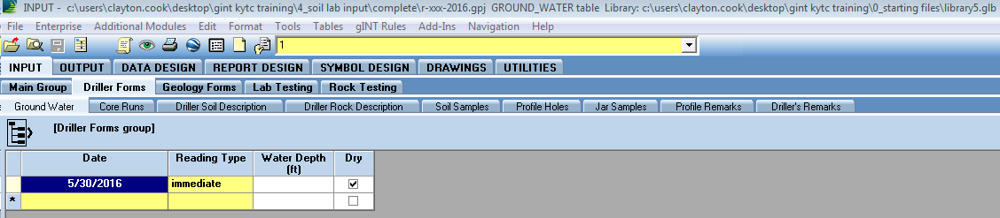 INPUT - c:\users\clayton.cook\desktop\gint kytc training\4_soil lab input\complete\r-xxx-2016.gpj GROUND_WATER table Library: c:\users\clayton.cook\desktop\gint kytc training\0_starting files\library5.glb
File Enterprise Additional Modules Edit Format Tools Tables gINT Rules Add-Ins Navigation Help
1
INPUT OUTPUT DATA DESIGN REPORT DESIGN SYMBOL DESIGN DRAWINGS UTILITIES
Main Group Driller Forms Geology Forms Lab Testing Rock Testing
Ground Water Core Runs Driller Soil Description Driller Rock Description Soil Samples Profile Holes Jar Samples Profile Remarks Driller's Remarks
[Driller Forms group]
Date Reading Type Water Depth (ft) Dry
5/30/2016 immediate
*